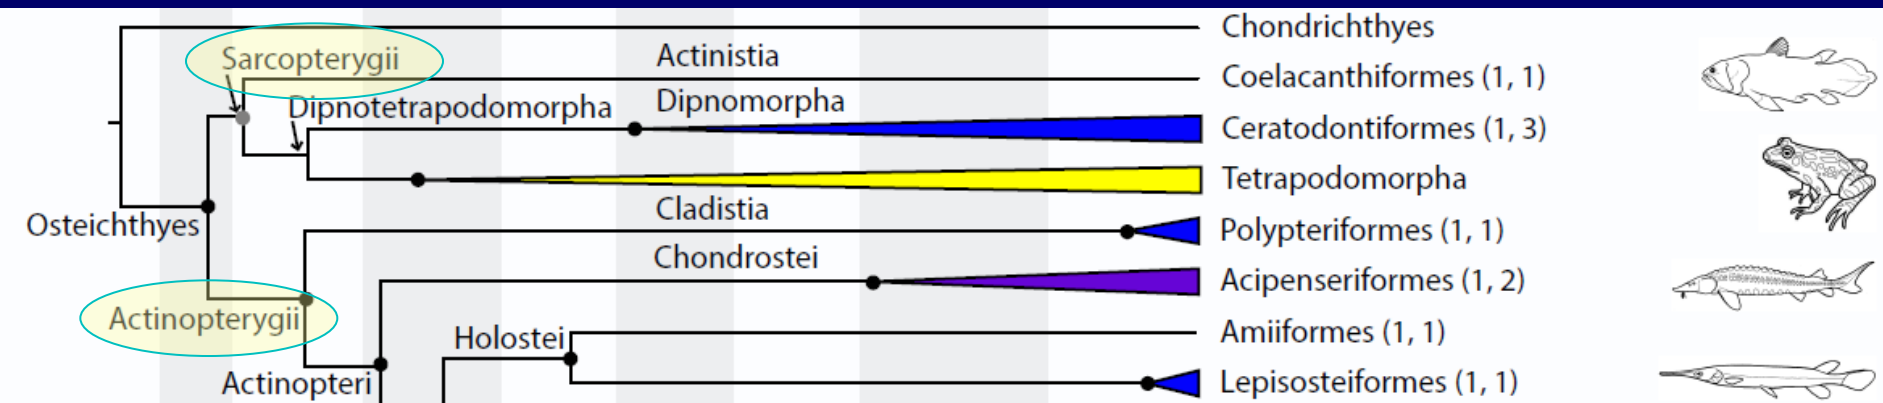 Chondrichthyes
Sarcopterygii
Actinistia
Coelacanthiformes (1, 1)
Dipnotetrapodomorpha
Dipnomorpha
Ceratodontiformes (1, 3)
Tetrapodomorpha
Cladistia
Osteichthyes
Polypteriformes (1, 1)
Chondrostei
Acipenseriformes (1, 2)
Actinopterygii
Holostei
Amiiformes (1, 1)
Actinopteri
Lepisosteiformes (1, 1)